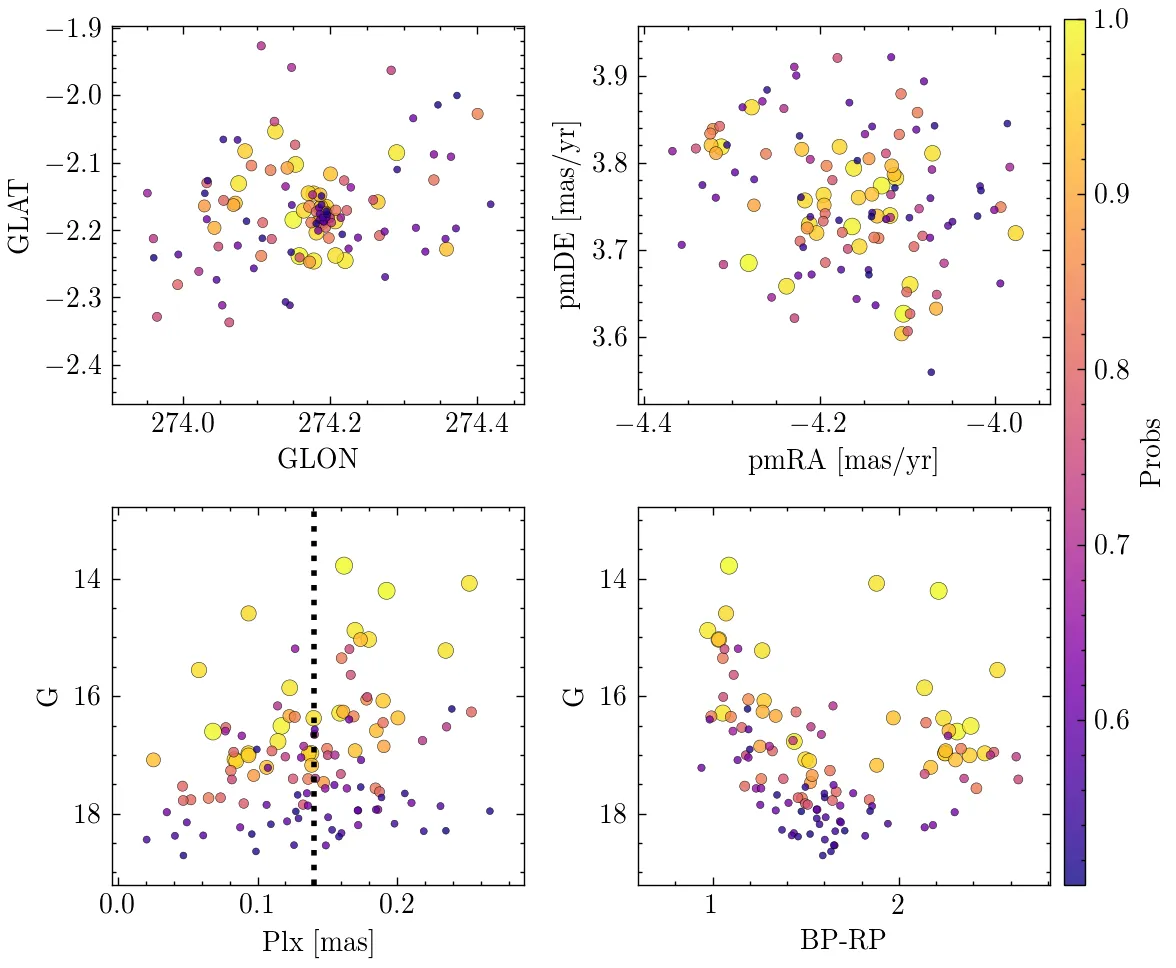 −1.9
−2.0
−2.1
−2.2
−2.3
−2.4
GLAT
274.0 274.2 274.4
GLON
3.9
3.8
3.7
3.6
pmDE [mas/yr]
−4.4 −4.2 −4.0
pmRA [mas/yr]
14
16
18
G
0.0 0.1 0.2
Plx [mas]
14
16
18
G
1 2
BP-RP
1.0
0.9
0.8
0.7
0.6
Probs